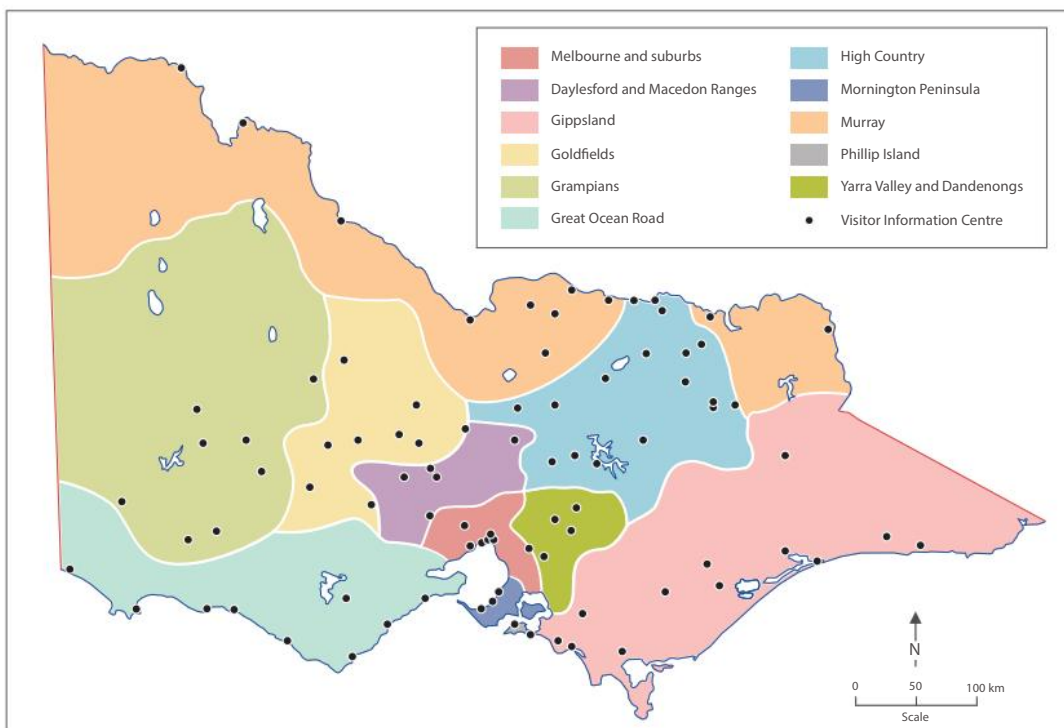 Melbourne and suburbs
Daylesford and Macedon Ranges
Gippsland
Goldfields
Grampians
Great Ocean Road
High Country
Mornington Peninsula
Murray
Phillip Island
Yarra Valley and Dandenongs
Visitor Information Centre
N
0 50 100 km
Scale